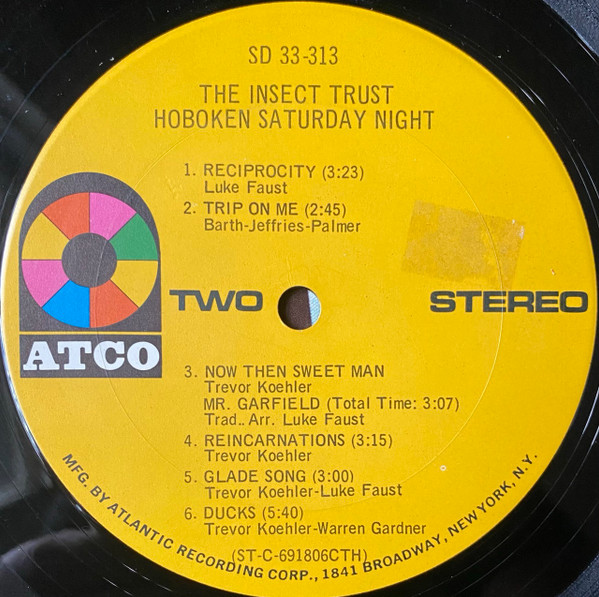 SD 33-313
THE INSECT TRUST
HOBOKEN SATURDAY NIGHT
1. RECIPROCITY (3:23)
Luke Faust
2. TRIP ON ME (2:45)
Barth-Jeffries-Palmer
ATCO
TWO
STEREO
3. NOW THEN SWEET MAN
Trevor Koehler
MR. GARFIELD (Total Time: 3:07)
Trad.. Arr. Luke Faust
4. REINCARNATIONS (3:15)
Trevor Koehler
5. GLADE SONG (3:00)
Trevor Koehler-Luke Faust
6. DUCKS (5:40)
Trevor Koehler-Warren Gardner
(ST-C-691806CTH)
MFG. BY ATLANTIC RECORDING CORP., 1841 BROADWAY, NEW YORK, N.Y.